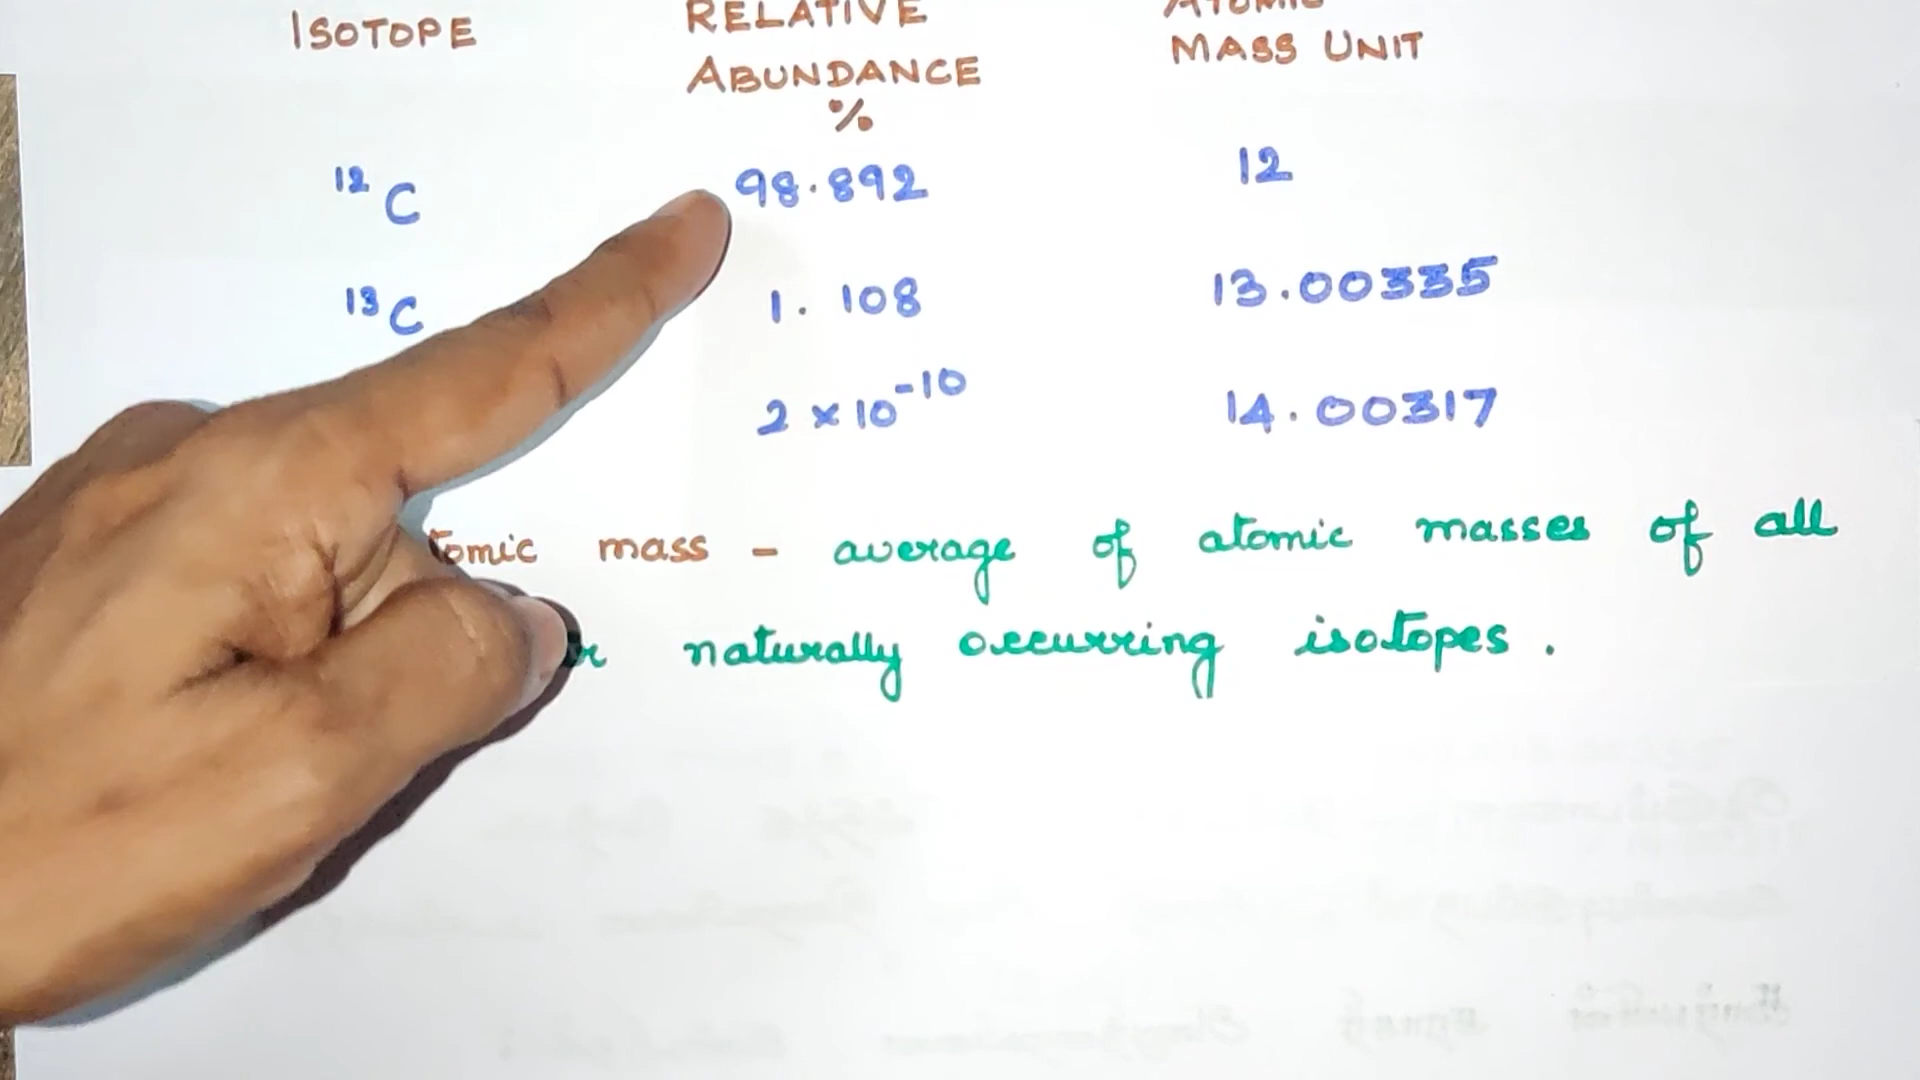 ISOTOPE RELATIVE ATOMIC
ABUNDANCE MASS UNIT
%
¹²C 98.892 12
¹³C 1.108 13.00335
2 × 10⁻¹⁰ 14.00317
tomic mass - average of atomic masses of all
naturally occurring isotopes.